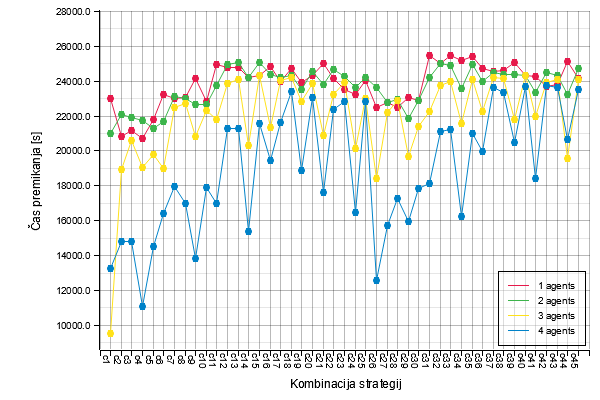 28000.0
26000.0
24000.0
22000.0
20000.0
18000.0
16000.0
14000.0
12000.0
10000.0
Čas premikanja [s]
c1 c2 c3 c4 c5 c6 c7 c8 c9 c10 c11 c12 c13 c14 c15 c16 c17 c18 c19 c20 c21 c22 c23 c24 c25 c26 c27 c28 c29 c30 c31 c32 c33 c34 c35 c36 c37 c38 c39 c40 c41 c42 c43 c44 c45
Kombinacija strategij
1 agents
2 agents
3 agents
4 agents